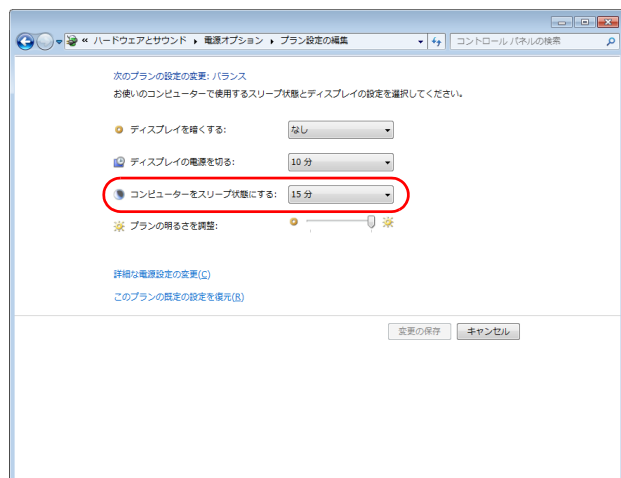 « ハードウェアとサウンド ▸ 電源オプション ▸ プラン設定の編集
コントロール パネルの検索
次のプランの設定の変更: バランス
お使いのコンピューターで使用するスリープ状態とディスプレイの設定を選択してください。
ディスプレイを暗くする: なし
ディスプレイの電源を切る: 10 分
コンピューターをスリープ状態にする: 15 分
プランの明るさを調整:
詳細な電源設定の変更(C)
このプランの既定の設定を復元(R)
変更の保存 キャンセル